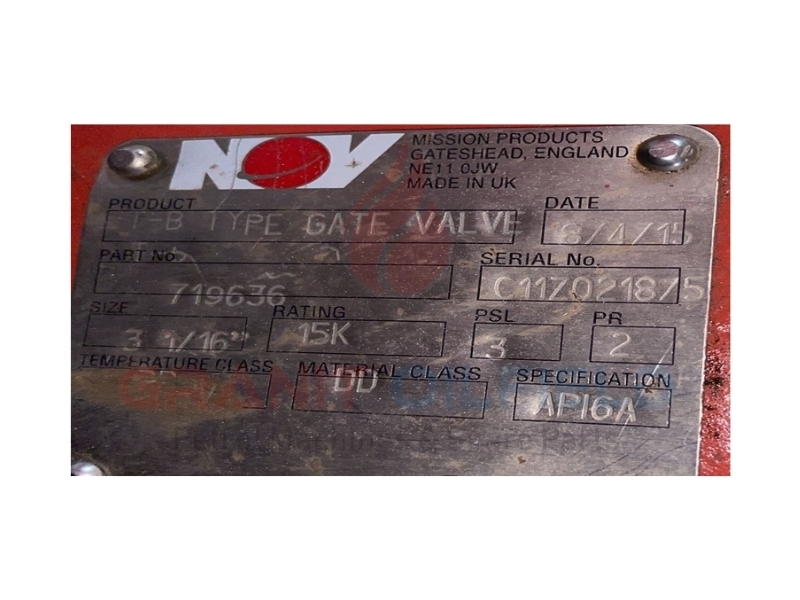 NOV
MISSION PRODUCTS
GATESHEAD, ENGLAND
NE11 0JW
MADE IN UK
PRODUCT
T-B TYPE GATE VALVE
DATE
6/4/15
PART No.
719636
SERIAL No.
C117021875
SIZE
3 1/16"
RATING
15K
PSL
3
PR
2
TEMPERATURE CLASS
MATERIAL CLASS
DD
SPECIFICATION
API6A